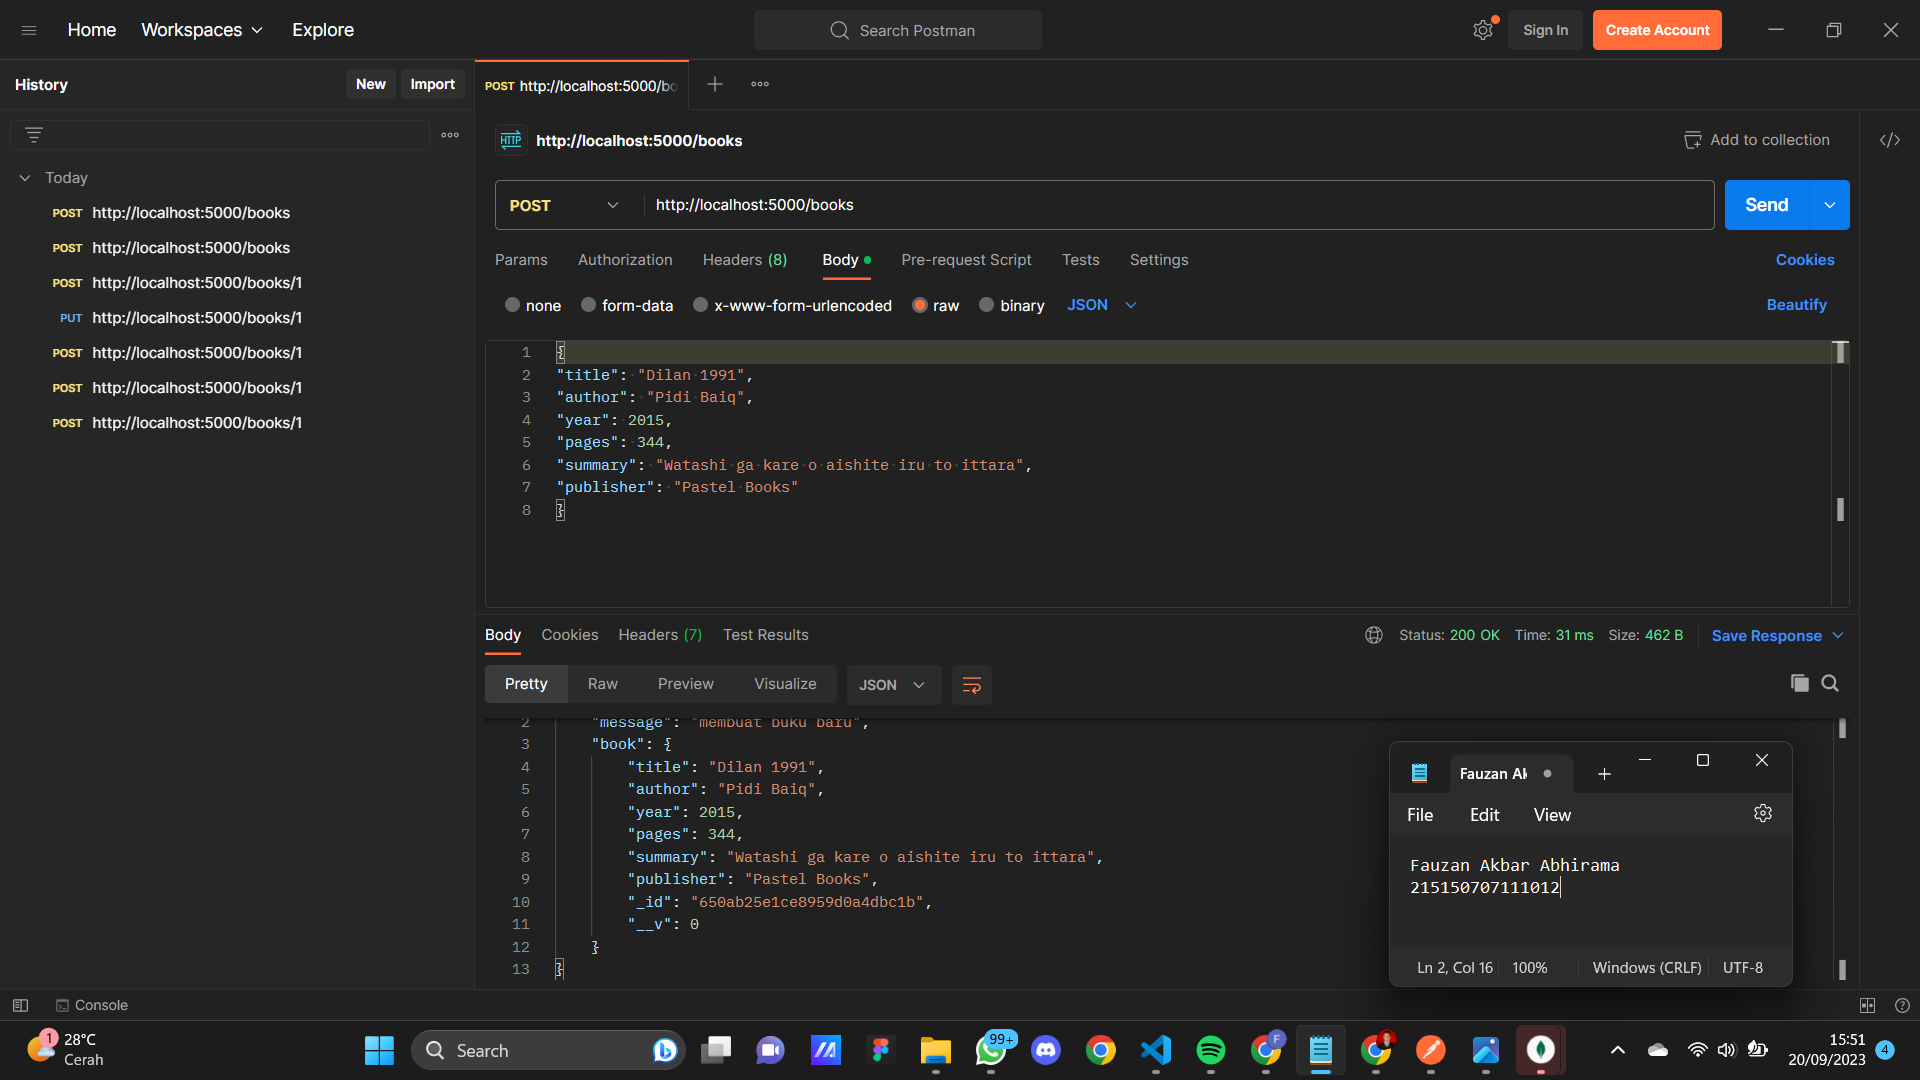 Home Workspaces Explore Search Postman Sign In Create Account
History New Import POST http://localhost:5000/bo
http://localhost:5000/books Add to collection
Today
POST http://localhost:5000/books
POST http://localhost:5000/books
POST http://localhost:5000/books/1
PUT http://localhost:5000/books/1
POST http://localhost:5000/books/1
POST http://localhost:5000/books/1
POST http://localhost:5000/books/1
POST http://localhost:5000/books Send
Params Authorization Headers (8) Body Pre-request Script Tests Settings Cookies
none form-data x-www-form-urlencoded raw binary JSON Beautify
1 {
2 "title": "Dilan 1991",
3 "author": "Pidi Baiq",
4 "year": 2015,
5 "pages": 344,
6 "summary": "Watashi ga kare o aishite iru to ittara",
7 "publisher": "Pastel Books"
8 }
Body Cookies Headers (7) Test Results Status: 200 OK Time: 31 ms Size: 462 B Save Response
Pretty Raw Preview Visualize JSON
2 "message": "membuat buku baru",
3 "book": {
4 "title": "Dilan 1991",
5 "author": "Pidi Baiq",
6 "year": 2015,
7 "pages": 344,
8 "summary": "Watashi ga kare o aishite iru to ittara",
9 "publisher": "Pastel Books",
10 "_id": "650ab25e1ce8959d0a4dbc1b",
11 "__v": 0
12 }
13 }
Fauzan Ak
File Edit View
Fauzan Akbar Abhirama
215150707111012
Ln 2, Col 16 100% Windows (CRLF) UTF-8
Console
1 28°C
Cerah
Search
99+
F
15:51
20/09/2023
4